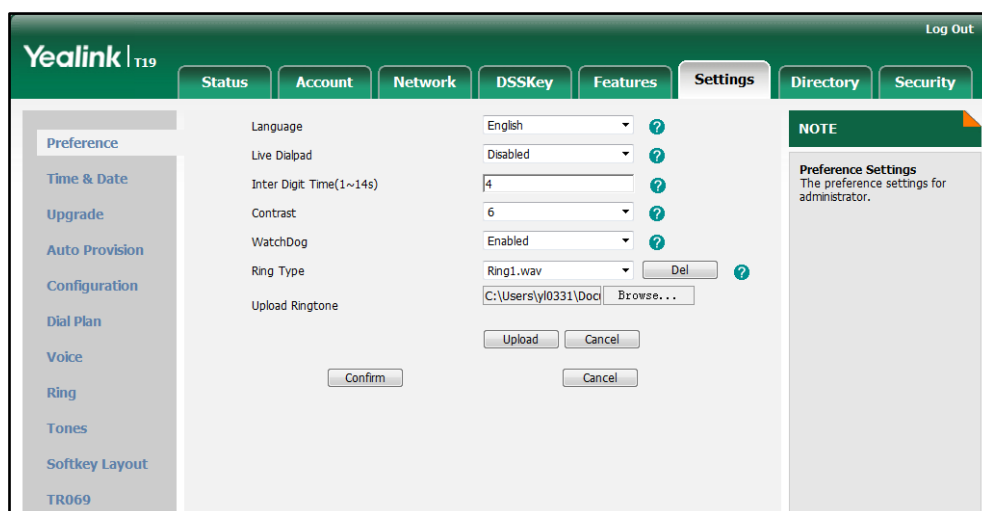 Log Out
Yealink | T19
Status Account Network DSSKey Features Settings Directory Security
Preference
Time & Date
Upgrade
Auto Provision
Configuration
Dial Plan
Voice
Ring
Tones
Softkey Layout
TR069
Language English ?
Live Dialpad Disabled ?
Inter Digit Time(1~14s) 4 ?
Contrast 6 ?
WatchDog Enabled ?
Ring Type Ring1.wav Del ?
Upload Ringtone C:\Users\yl0331\Doc Browse...
Upload Cancel
Confirm Cancel
NOTE
Preference Settings
The preference settings for
administrator.